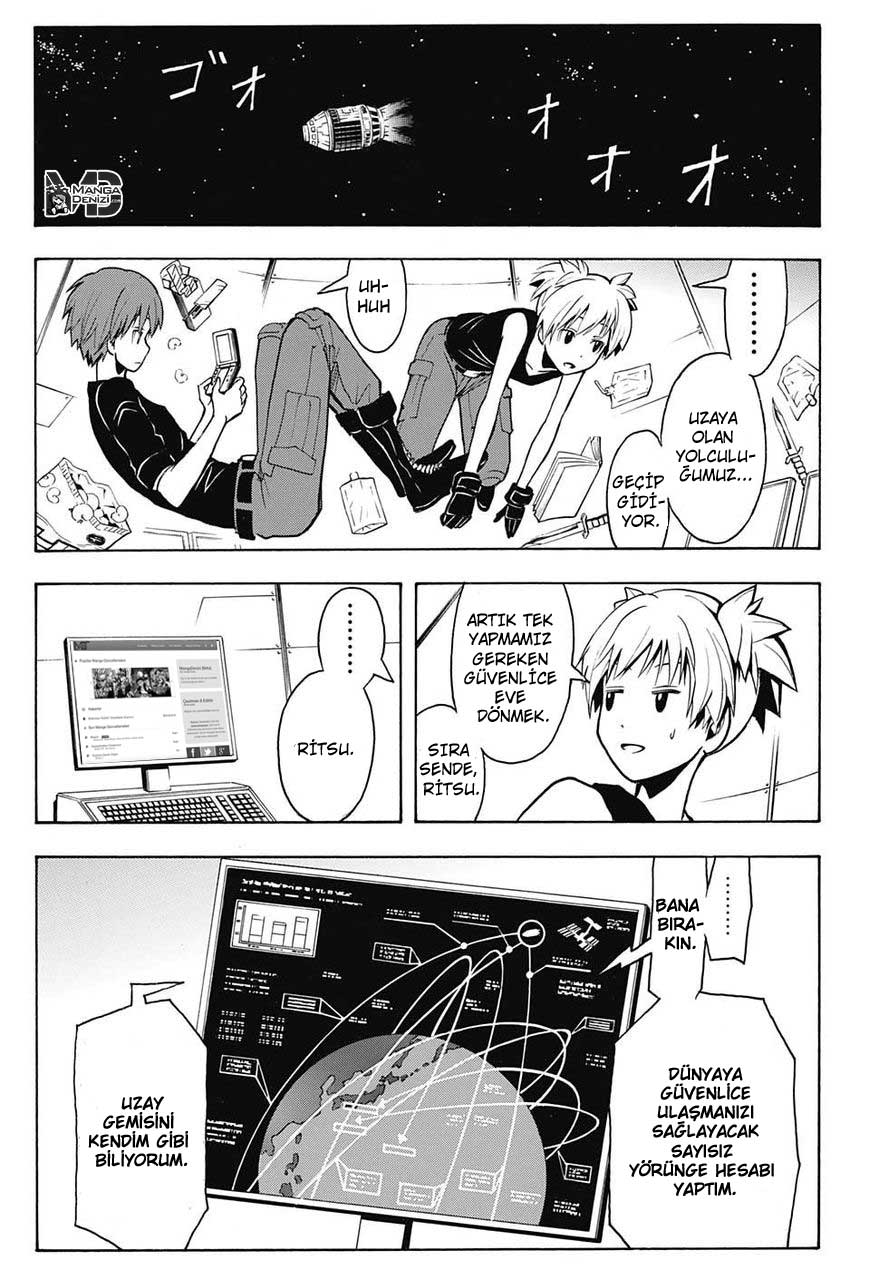 ゴオオオオ
MANGA
DENİZİ.com
.......
UZAYA
OLAN
YOLCULU-
ĞUMUZ...
GEÇİP
GİDİ-
YOR.
UH-
HUH
ARTIK TEK
YAPMAMIZ
GEREKEN
GÜVENLİCE
EVE
DÖNMEK.
SIRA
SENDE,
RİTSU.
......
RİTSU.
......
BANA
BIRA-
KIN.
DÜNYAYA
GÜVENLİCE
ULAŞMANIZI
SAĞLAYACAK
SAYISIZ
YÖRÜNGE HESABI
YAPTIM.
UZAY
GEMİSİNİ
KENDİM GİBİ
BİLİYORUM.